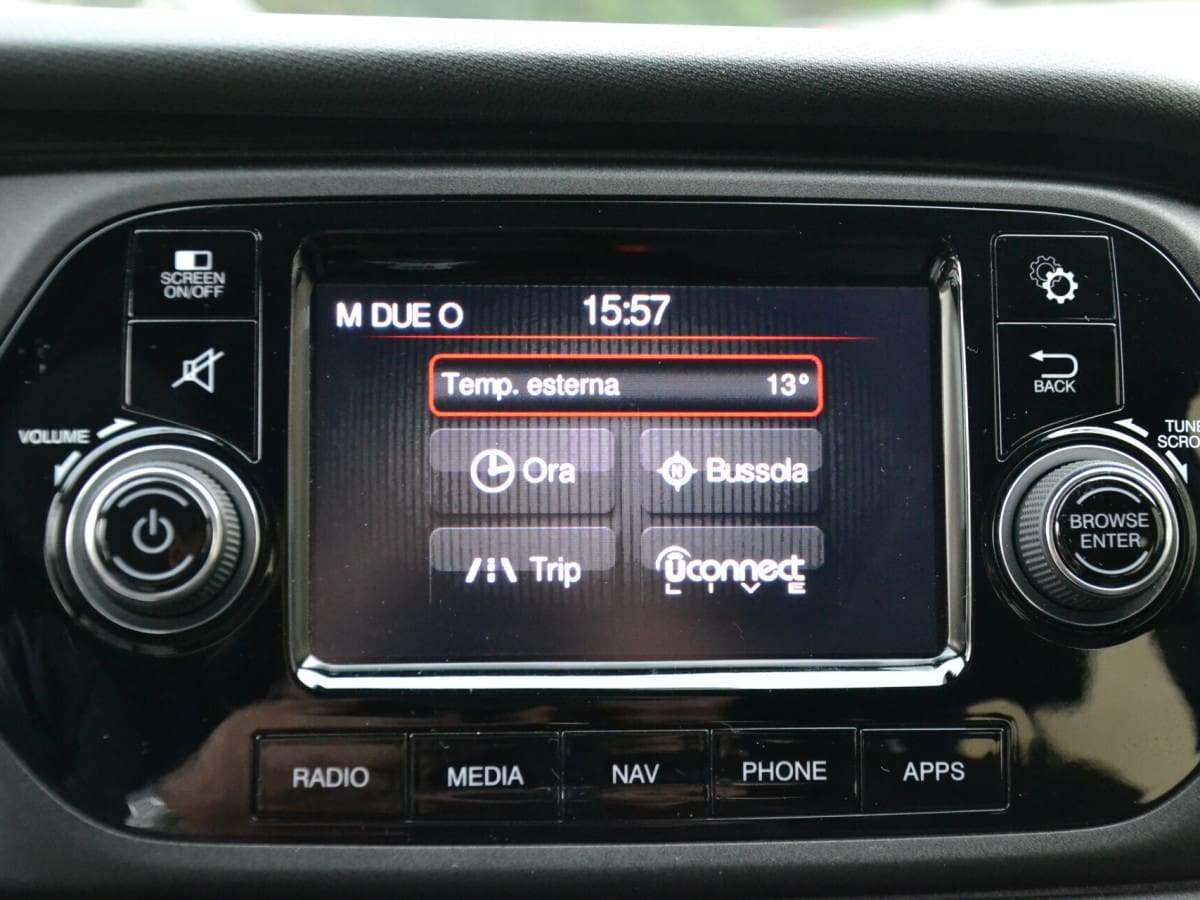 SCREEN
ON/OFF
M DUE O 15:57
Temp. esterna 13°
BACK
VOLUME
TUNE
Ora
N Bussola
BROWSE
ENTER
Trip
Uconnect
LIVE
RADIO MEDIA NAV PHONE APPS